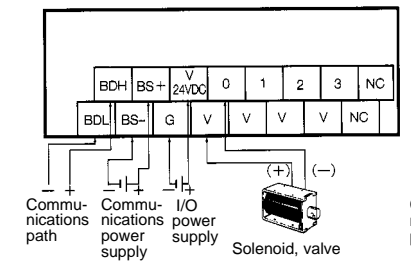 BDH BS+ V 24VDC 0 1 2 3 NC
BDL BS− G V V V V NC
− + − + − + (+) (−)
Commu-
nications
path
Commu-
nications
power
supply
I/O
power
supply
Solenoid, valve